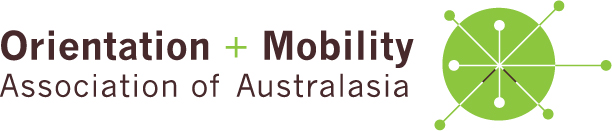 Orientation + Mobility
Association of Australasia